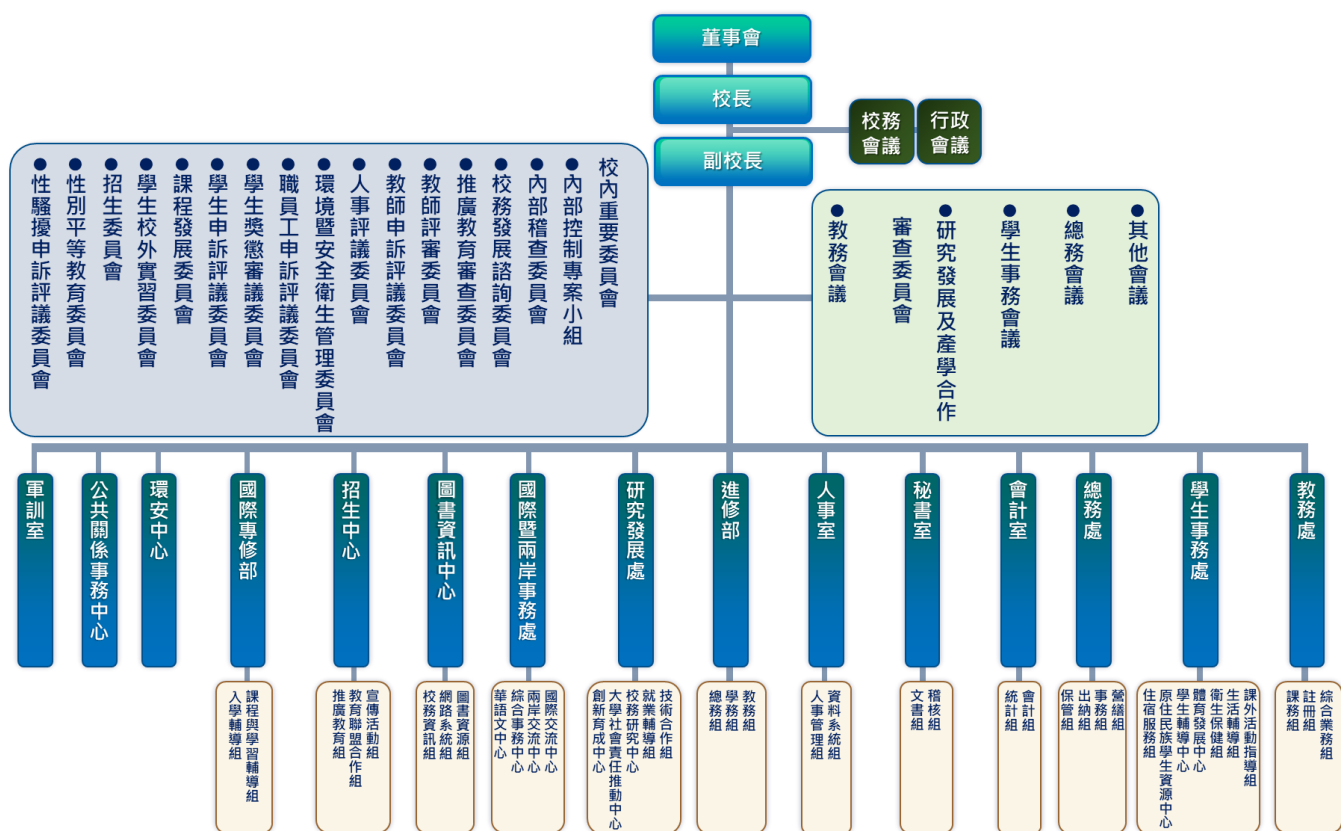 董事會
校長
校務
會議
行政
會議
副校長
校內重要委員會
●內部控制專案小組
●內部稽查委員會
●校務發展諮詢委員會
●推廣教育審查委員會
●教師評審委員會
●教師申訴評議委員會
●人事評議委員會
●環境暨安全衛生管理委員會
●職員工申訴評議委員會
●學生獎懲審議委員會
●學生申訴評議委員會
●課程發展委員會
●學生校外實習委員會
●招生委員會
●性別平等教育委員會
●性騷擾申訴評議委員會
●其他會議
●總務會議
●學生事務會議
●研究發展及產學合作
審查委員會
●教務會議
教務處
綜合業務組
註冊組
課務組
學生事務處
課外活動指導組
生活輔導組
衛生保健組
體育發展中心
學生輔導中心
原住民族學生資源中心
住宿服務組
總務處
營繕組
事務組
出納組
保管組
會計室
會計組
統計組
秘書室
稽核組
文書組
人事室
資料系統組
人事管理組
進修部
教務組
學務組
總務組
研究發展處
技術合作組
就業輔導組
校務研究中心
大學社會責任推動中心
創新育成中心
國際暨兩岸事務處
國際交流中心
兩岸交流中心
綜合事務中心
華語文中心
圖書資訊中心
圖書資源組
網路系統組
校務資訊組
招生中心
宣傳活動組
教育聯盟合作組
推廣教育組
國際專修部
課程與學習輔導組
入學輔導組
環安中心
公共關係事務中心
軍訓室